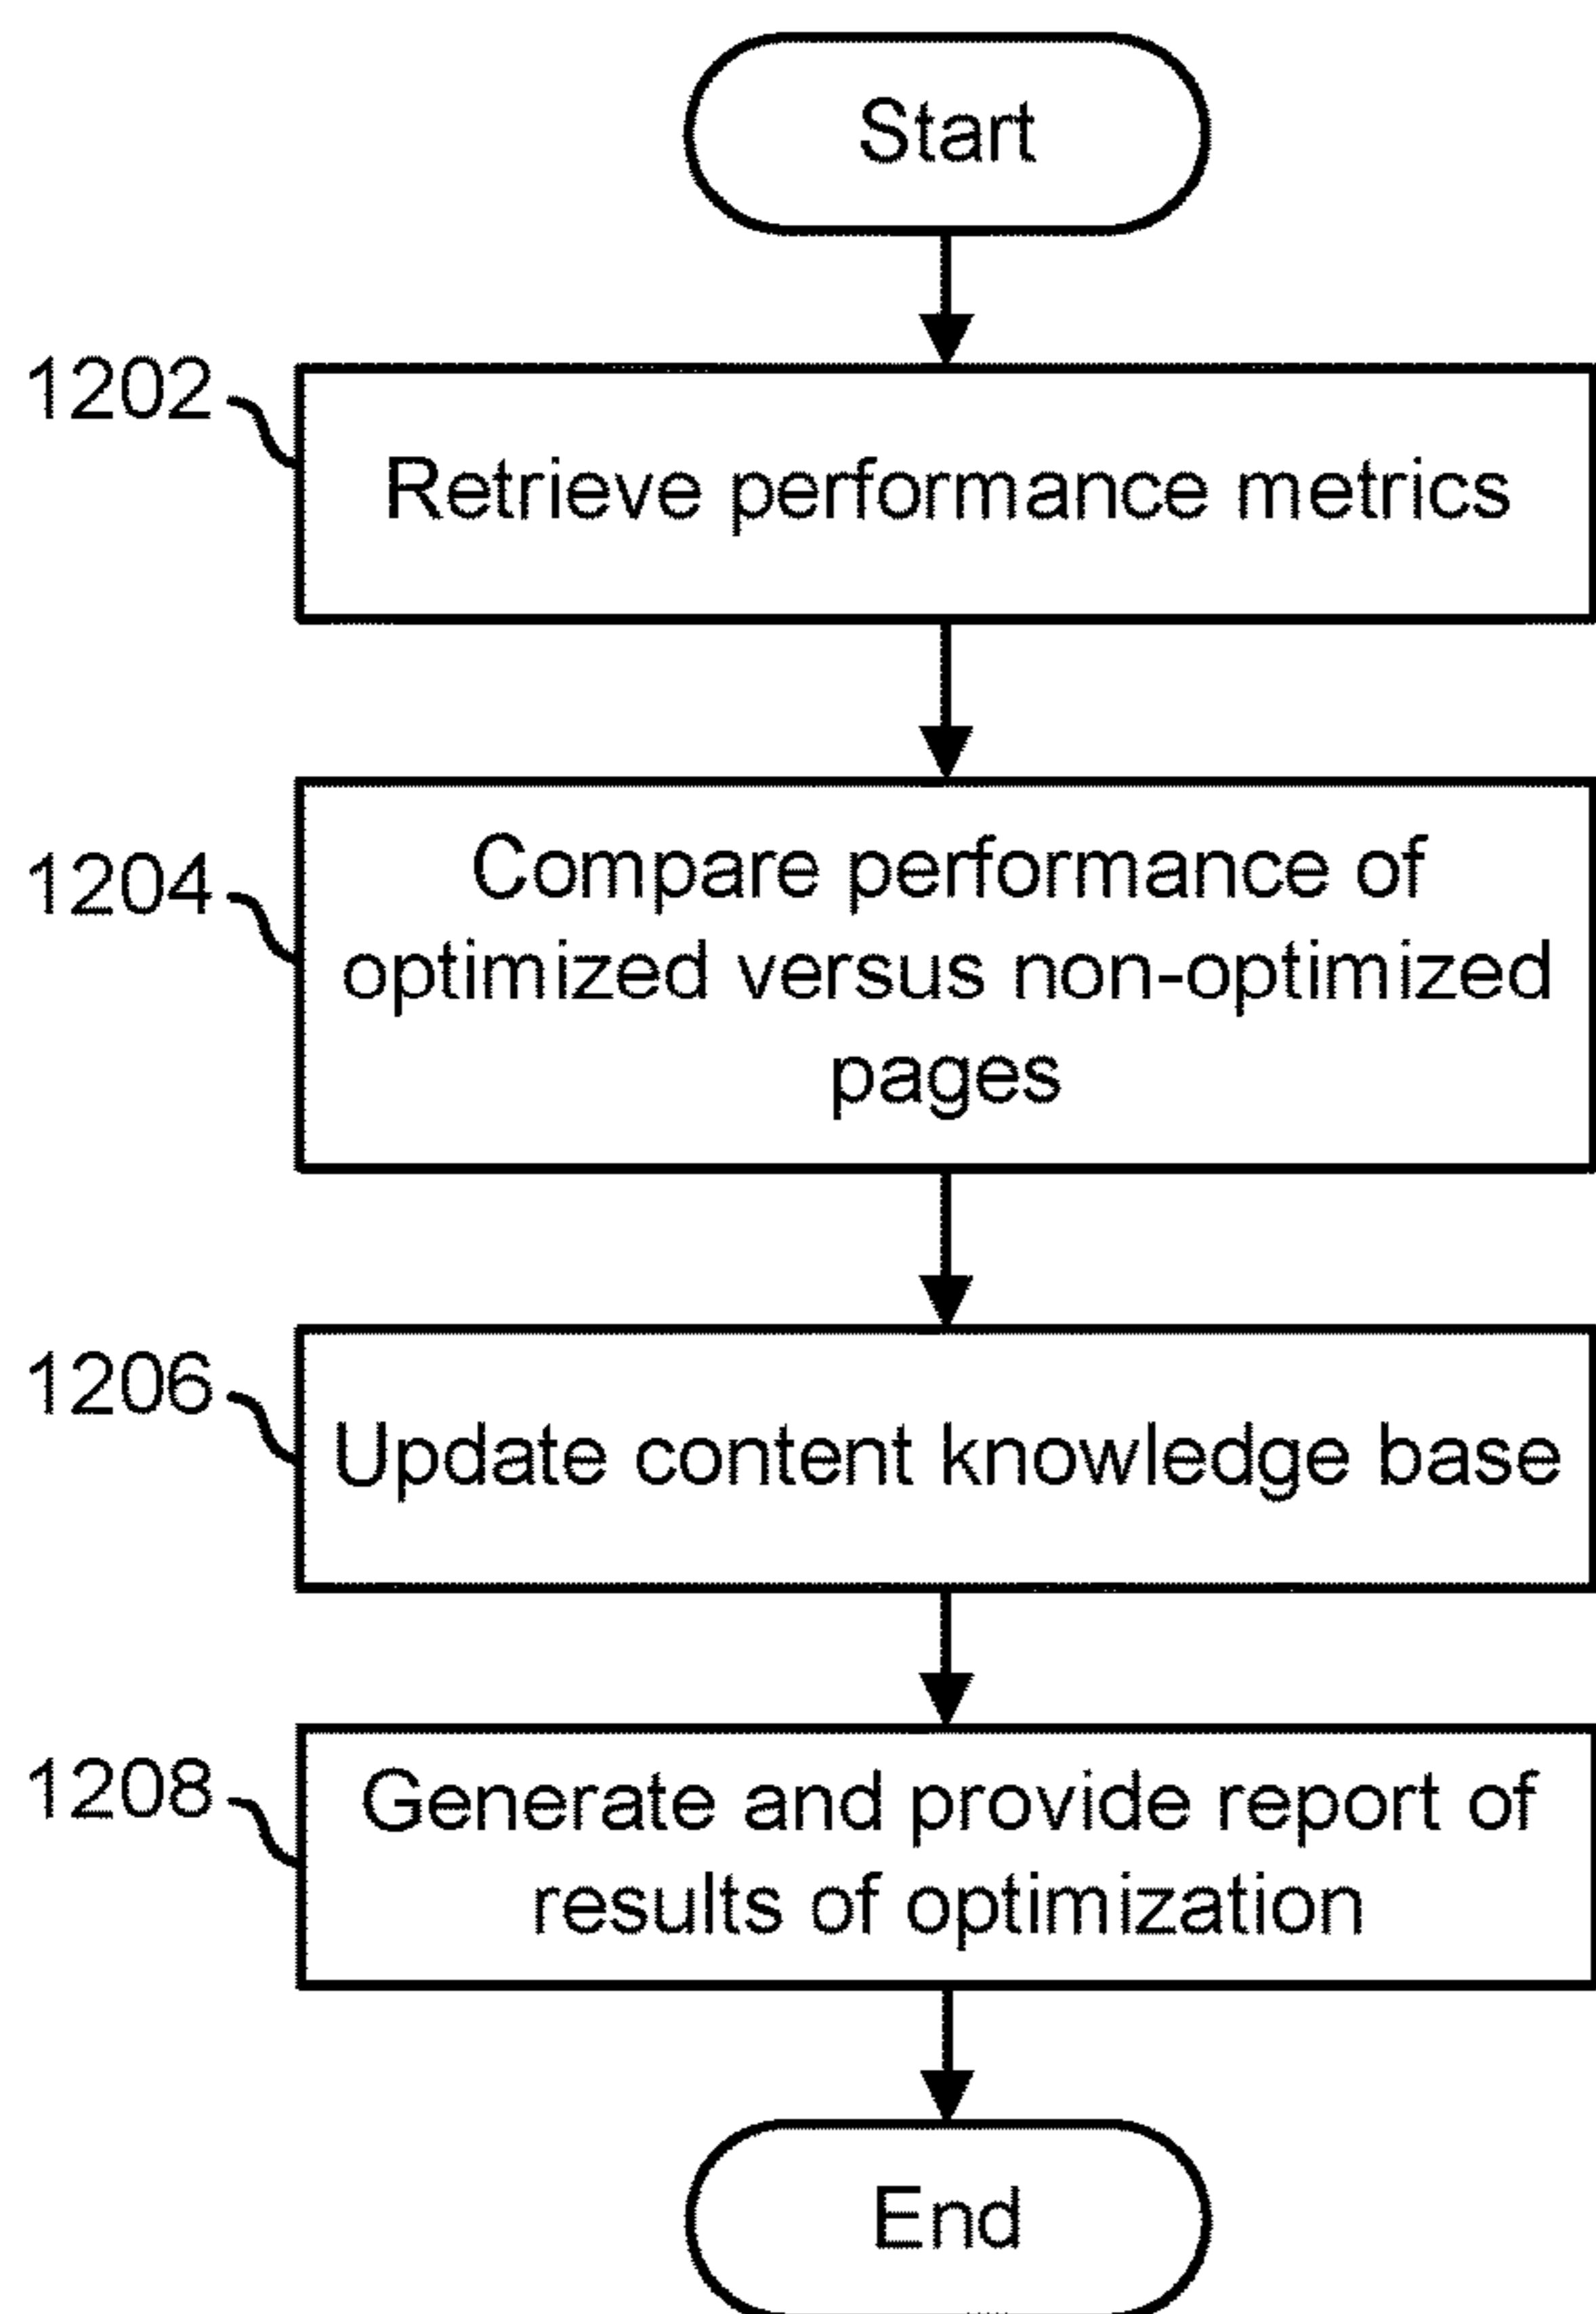 Start
1202
Retrieve performance metrics
1204
Compare performance of
optimized versus non-optimized
pages
1206
Update content knowledge base
1208
Generate and provide report of
results of optimization
End